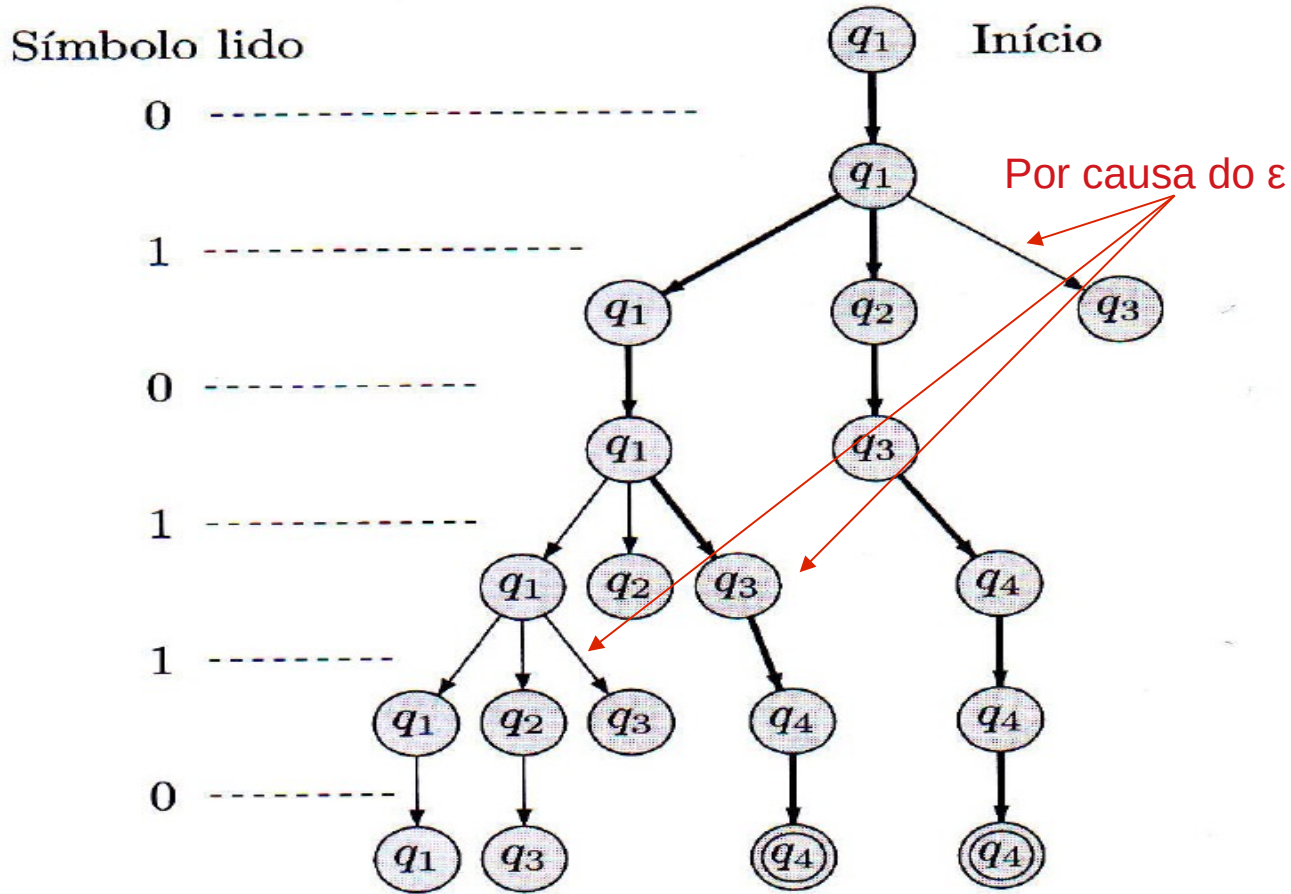 Símbolo lido
q1 Início
0
q1
Por causa do ε
1
q1 q2 q3
0
q1 q3
1
q1 q2 q3 q4
1
q1 q2 q3 q4 q4
0
q1 q3 q4 q4